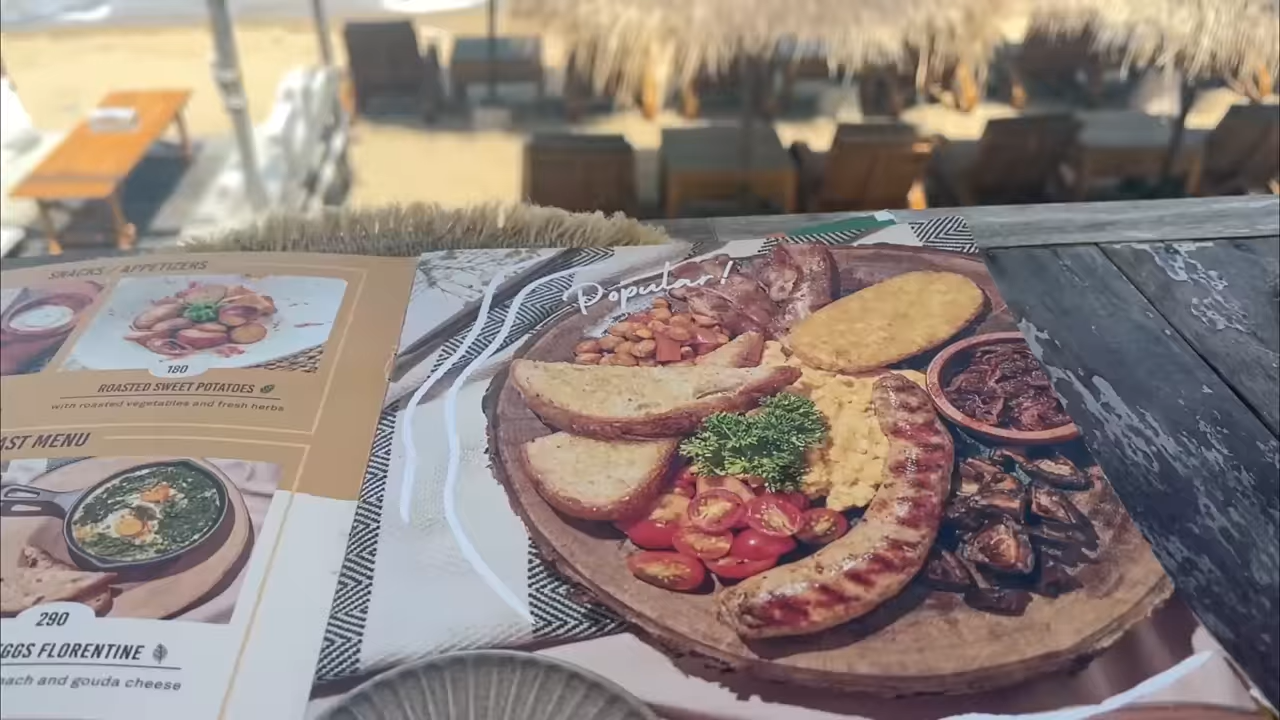 SNACKS / APPETIZERS
180
ROASTED SWEET POTATOES
with roasted vegetables and fresh herbs
AST MENU
290
GGS FLORENTINE
nach and gouda cheese
Popular!